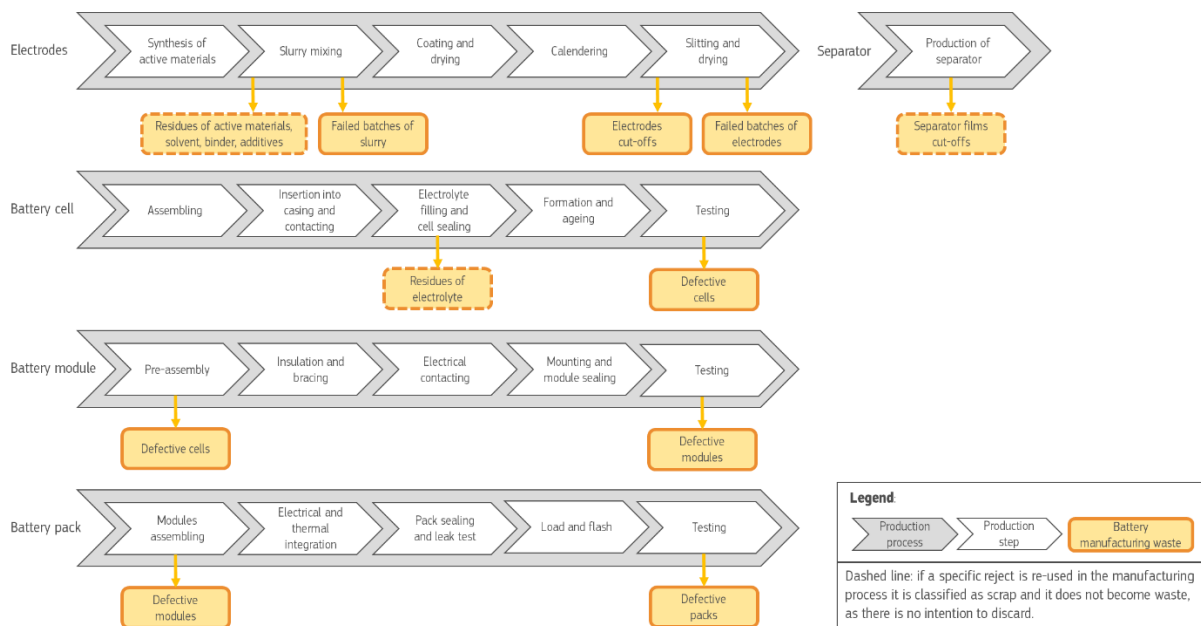 Electrodes
Synthesis of
active materials
Slurry mixing
Coating and
drying
Calendering
Slitting and
drying
Separator
Production of
separator
Residues of active materials,
solvent, binder, additives
Failed batches of
slurry
Electrodes
cut-offs
Failed batches of
electrodes
Separator films
cut-offs
Battery cell
Assembling
Insertion into
casing and
contacting
Electrolyte
filling and
cell sealing
Formation and
ageing
Testing
Residues of
electrolyte
Defective
cells
Battery module
Pre-assembly
Insulation and
bracing
Electrical
contacting
Mounting and
module sealing
Testing
Defective cells
Defective
modules
Battery pack
Modules
assembling
Electrical and
thermal
integration
Pack sealing
and leak test
Load and flash
Testing
Defective
modules
Defective
packs
Legend:
Production
process
Production
step
Battery
manufacturing waste
Dashed line: if a specific reject is re-used in the manufacturing
process it is classified as scrap and it does not become waste,
as there is no intention to discard.